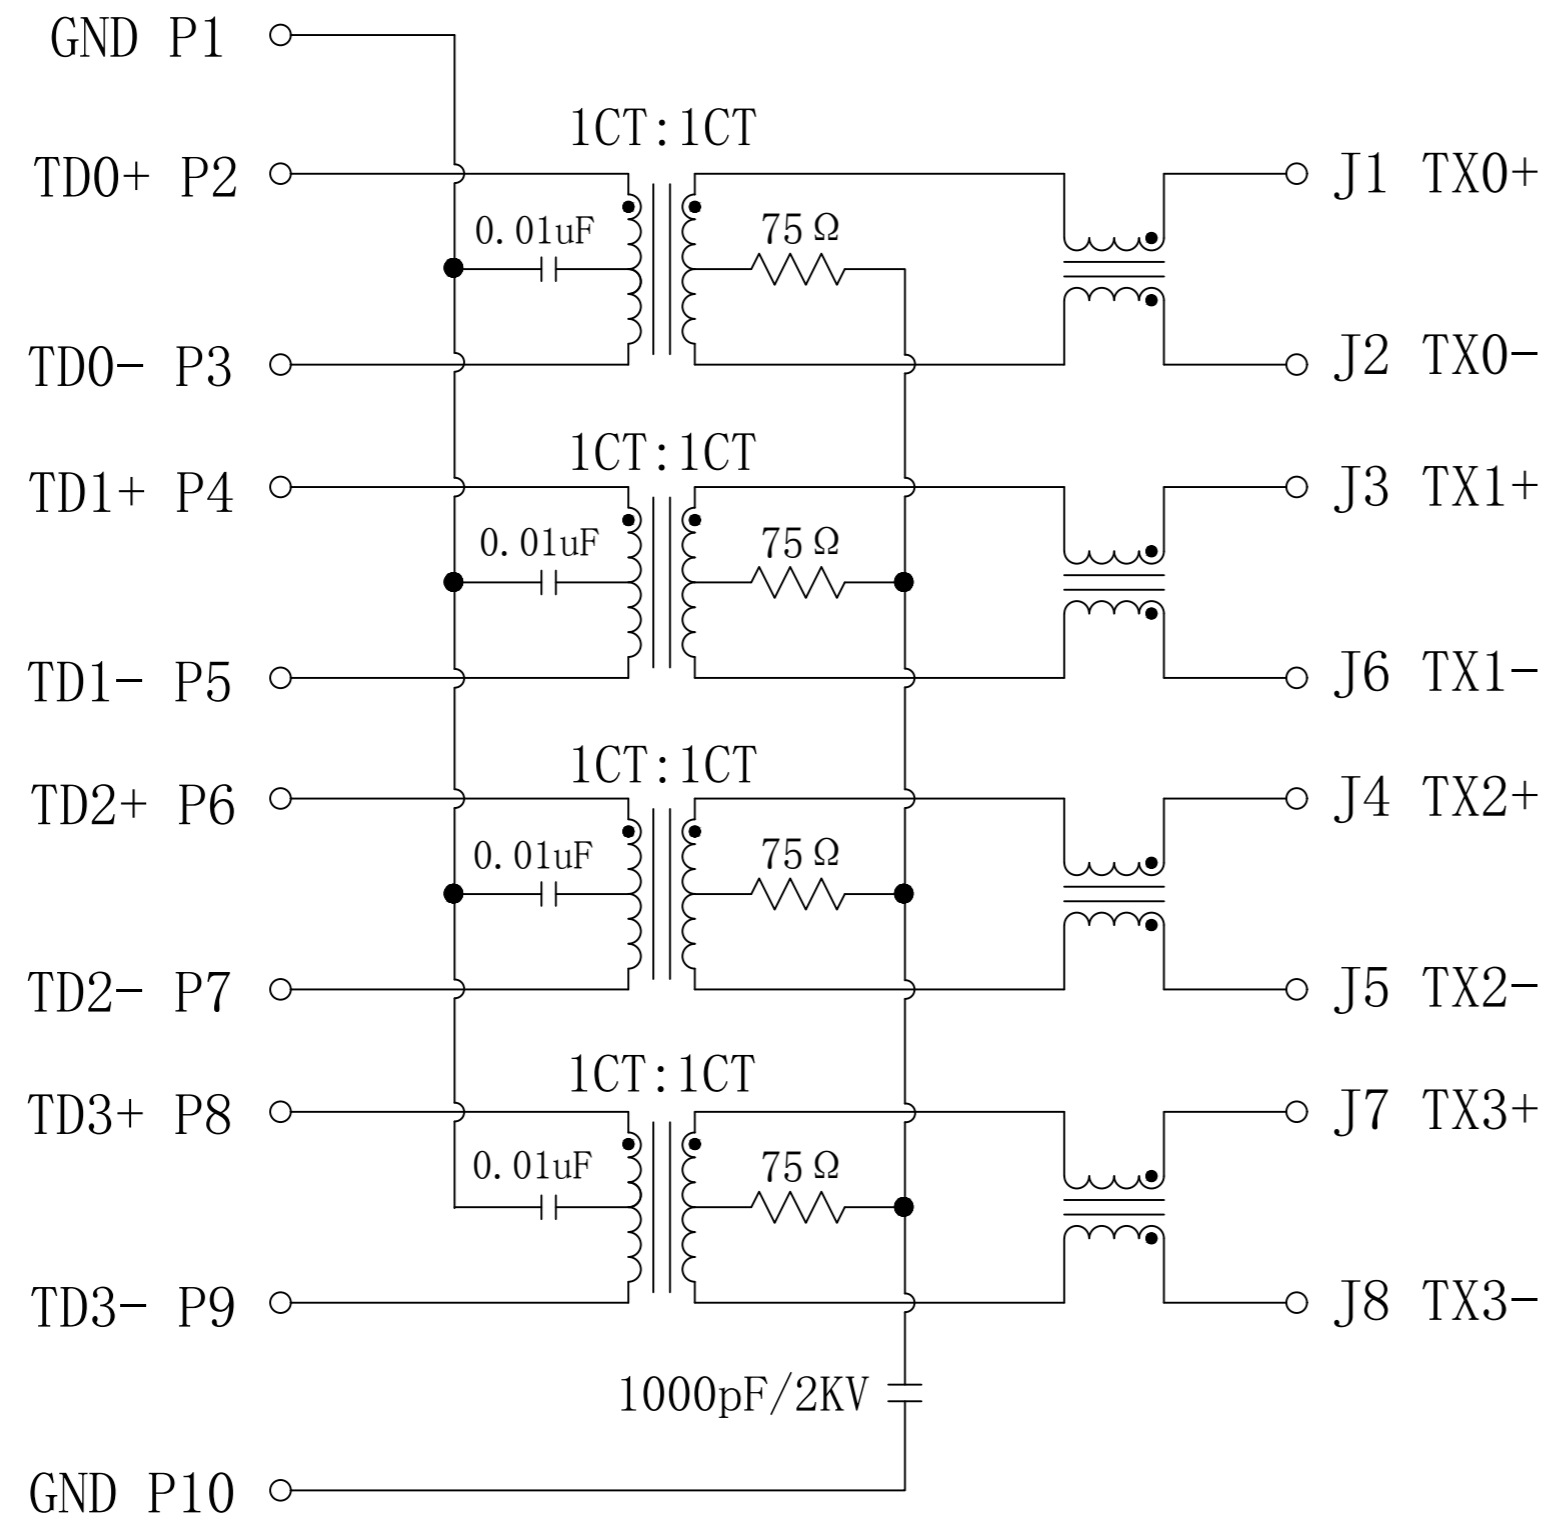 GND P1
1CT:1CT
TD0+ P2
J1 TX0+
0.01uF
75Ω
TD0- P3
J2 TX0-
1CT:1CT
TD1+ P4
J3 TX1+
0.01uF
75Ω
TD1- P5
J6 TX1-
1CT:1CT
TD2+ P6
J4 TX2+
0.01uF
75Ω
TD2- P7
J5 TX2-
1CT:1CT
TD3+ P8
J7 TX3+
0.01uF
75Ω
TD3- P9
J8 TX3-
1000pF/2KV
GND P10